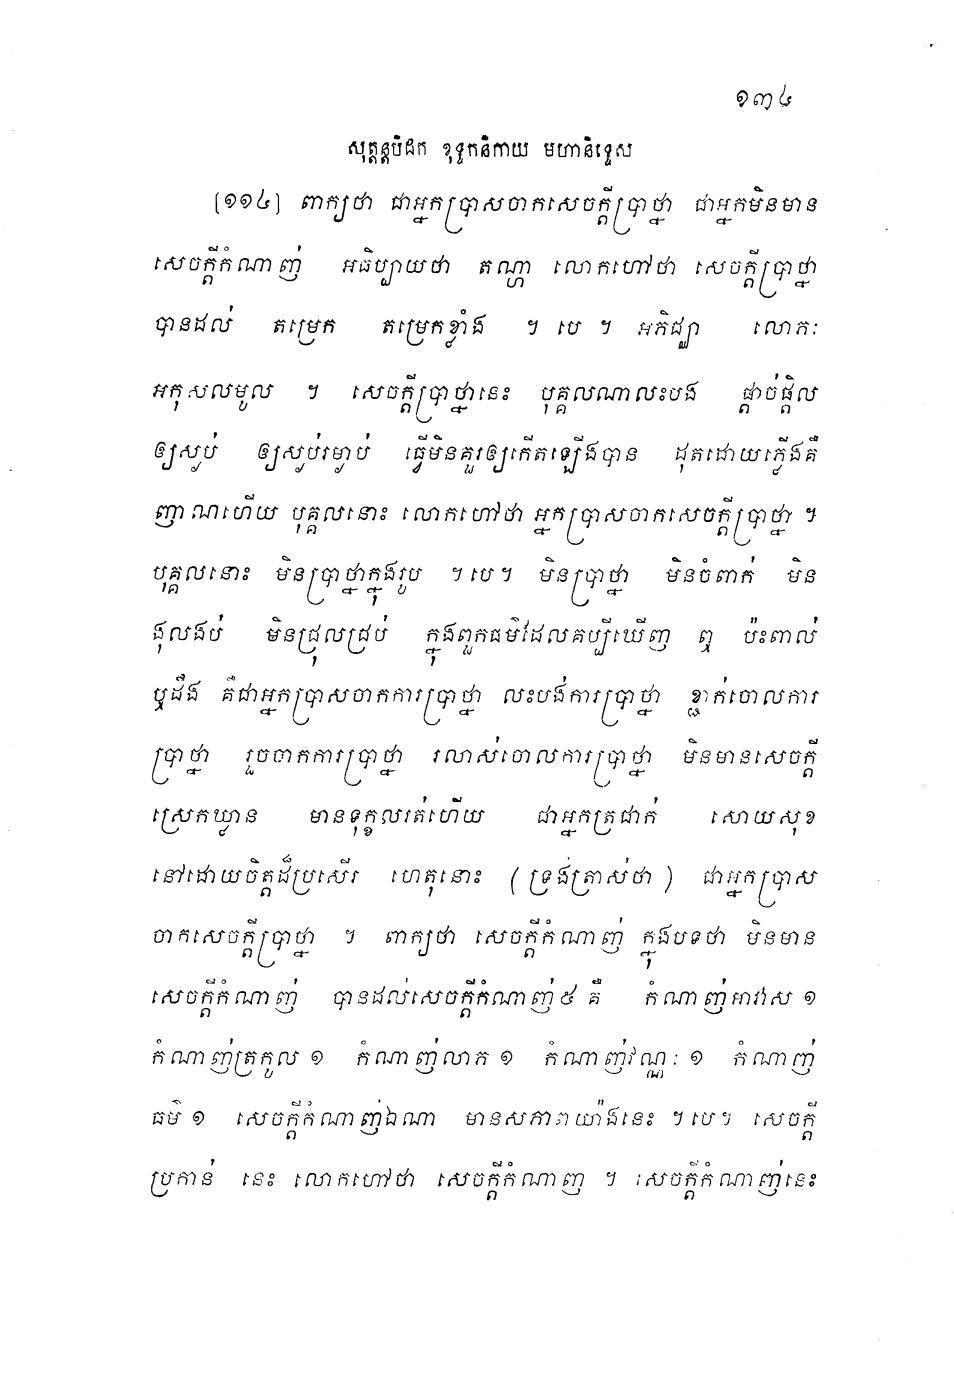 ១៣៤
សុត្តន្តបិដក ខុទ្ទកនិកាយ មហានិទ្ទេស
[១១៤] ពាក្យថា ជាអ្នកប្រាសចាកសេចក្តីប្រាថ្នា ជាអ្នកមិនមាន
សេចក្តីកំណាញ់ អធិប្បាយថា តណ្ហា លោកហៅថា សេចក្តីប្រាថ្នា
បានដល់ តម្រេក តម្រេកខ្លាំង ។ បេ ។ អភិជ្ឈា លោភៈ
អកុសលមូល ។ សេចក្តីប្រាថ្នានេះ បុគ្គលណាលះបង់ ផ្តាច់ផ្តិល
ឲ្យស្ងប់ ឲ្យស្ងប់រម្ងាប់ ធ្វើមិនគួរឲ្យកើតឡើងបាន ដុតដោយភ្លើងគឺ
ញាណហើយ បុគ្គលនោះ លោកហៅថា អ្នកប្រាសចាកសេចក្តីប្រាថ្នា ។
បុគ្គលនោះ មិនប្រាថ្នាក្នុងរូប ។ បេ ។ មិនប្រាថ្នា មិនចំពាក់ មិន
ងុលងប់ មិនជ្រុលជ្រប់ ក្នុងពួកធម៌ដែលគប្បីឃើញ ឮ ប៉ះពាល់
ឬដឹង គឺជាអ្នកប្រាសចាកការប្រាថ្នា លះបង់ការប្រាថ្នា ខ្ជាក់ចោលការ
ប្រាថ្នា រួចចាកការប្រាថ្នា រលាស់ចោលការប្រាថ្នា មិនមានសេចក្តី
ស្រេកឃ្លាន មានទុក្ខលរត់ហើយ ជាអ្នកត្រជាក់ សោយសុខ
នៅដោយចិត្តដ៏ប្រសើរ ហេតុនោះ (ទ្រង់ត្រាស់ថា) ជាអ្នកប្រាស
ចាកសេចក្តីប្រាថ្នា ។ ពាក្យថា សេចក្តីកំណាញ់ ក្នុងបទថា មិនមាន
សេចក្តីកំណាញ់ បានដល់សេចក្តីកំណាញ់ ៥ គឺ កំណាញ់អាវាស ១
កំណាញ់ត្រកូល ១ កំណាញ់លាភ ១ កំណាញ់វណ្ណៈ ១ កំណាញ់
ធម៌ ១ សេចក្តីកំណាញ់ឯណា មានសភាពយ៉ាងនេះ ។ បេ ។ សេចក្តី
ប្រកាន់ នេះ លោកហៅថា សេចក្តីកំណាញ ។ សេចក្តីកំណាញ់នេះ